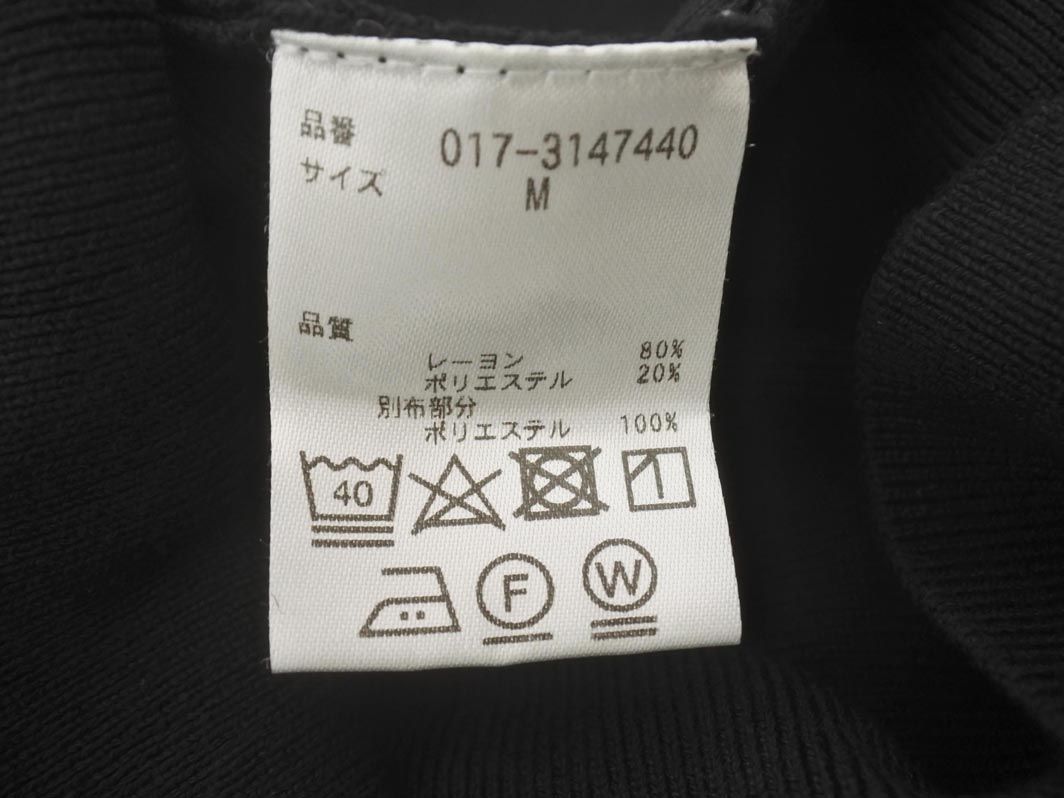 品番 017-3147440
サイズ M
品質
レーヨン 80%
ポリエステル 20%
別布部分
ポリエステル 100%
40
F W